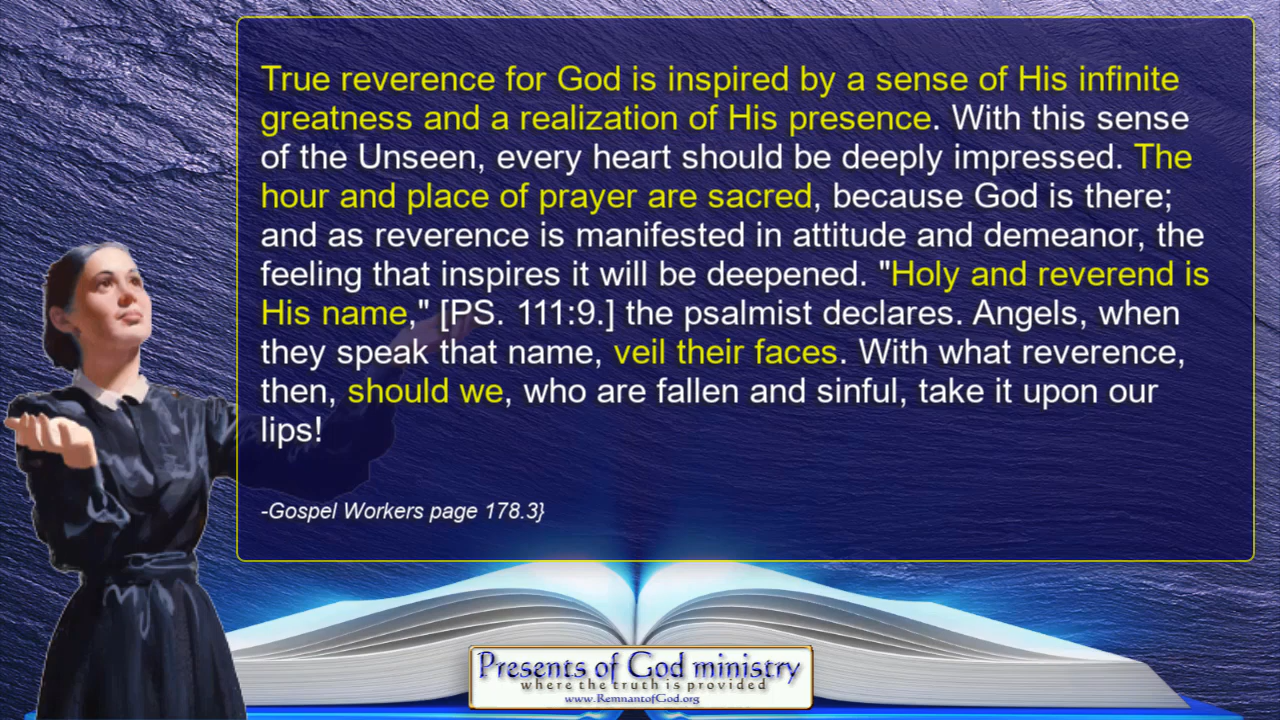 True reverence for God is inspired by a sense of His infinite
greatness and a realization of His presence. With this sense
of the Unseen, every heart should be deeply impressed. The
hour and place of prayer are sacred, because God is there;
and as reverence is manifested in attitude and demeanor, the
feeling that inspires it will be deepened. "Holy and reverend is
His name," [PS. 111:9.] the psalmist declares. Angels, when
they speak that name, veil their faces. With what reverence,
then, should we, who are fallen and sinful, take it upon our
lips!
-Gospel Workers page 178.3}
Presents of God ministry
where the truth is provided
www.RemnantofGod.org